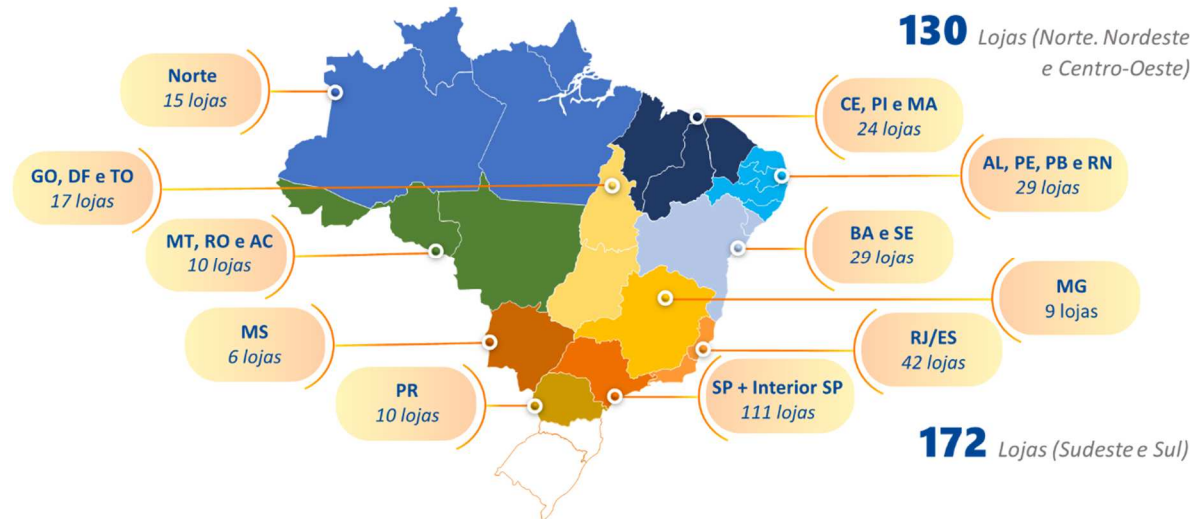 130 Lojas (Norte. Nordeste
e Centro-Oeste)
Norte
15 lojas
CE, PI e MA
24 lojas
GO, DF e TO
17 lojas
AL, PE, PB e RN
29 lojas
MT, RO e AC
10 lojas
BA e SE
29 lojas
MG
9 lojas
MS
6 lojas
RJ/ES
42 lojas
PR
10 lojas
SP + Interior SP
111 lojas
172 Lojas (Sudeste e Sul)